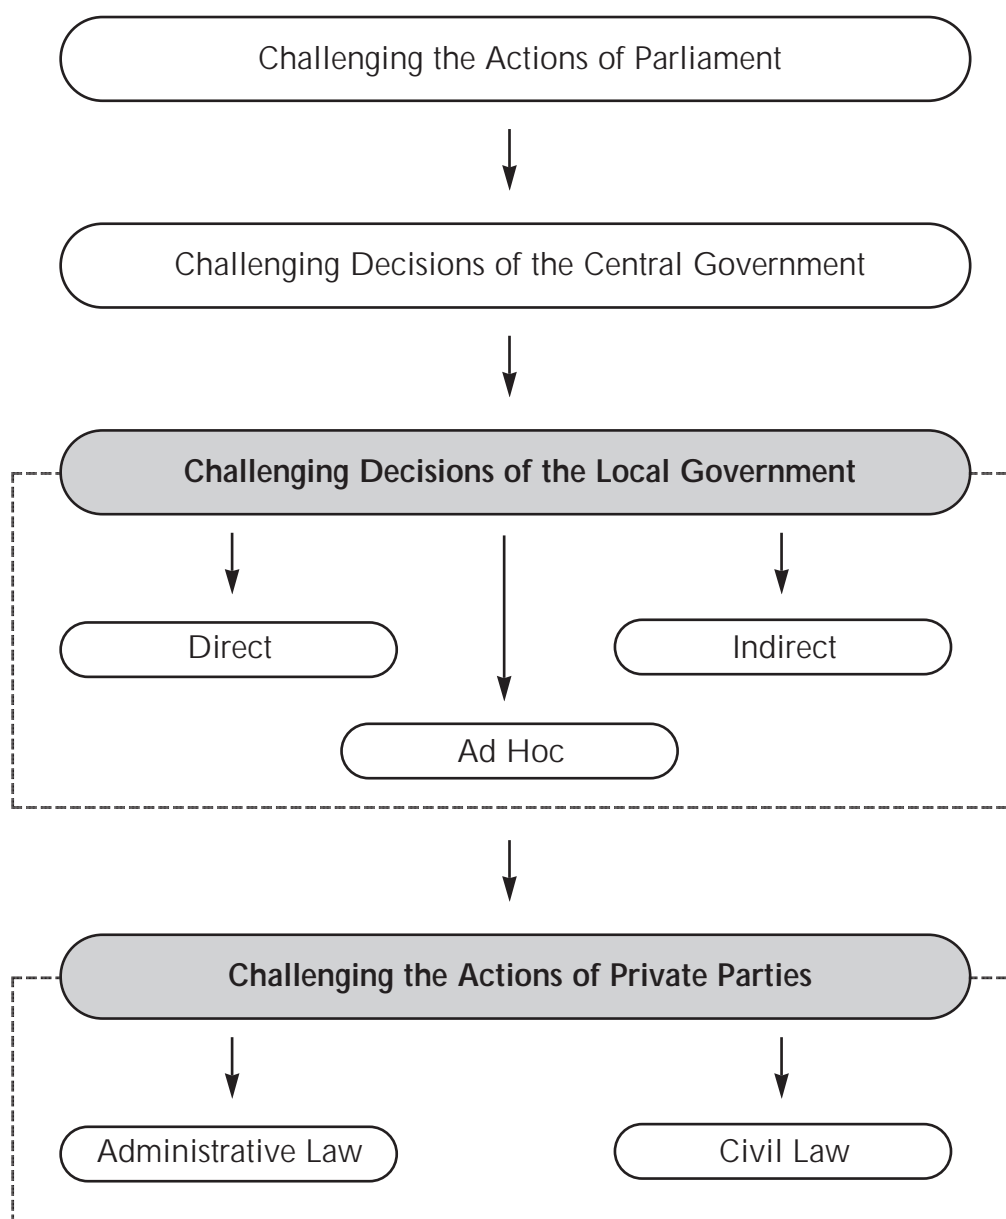 Challenging the Actions of Parliament
Challenging Decisions of the Central Government
Challenging Decisions of the Local Government
Direct
Indirect
Ad Hoc
Challenging the Actions of Private Parties
Administrative Law
Civil Law